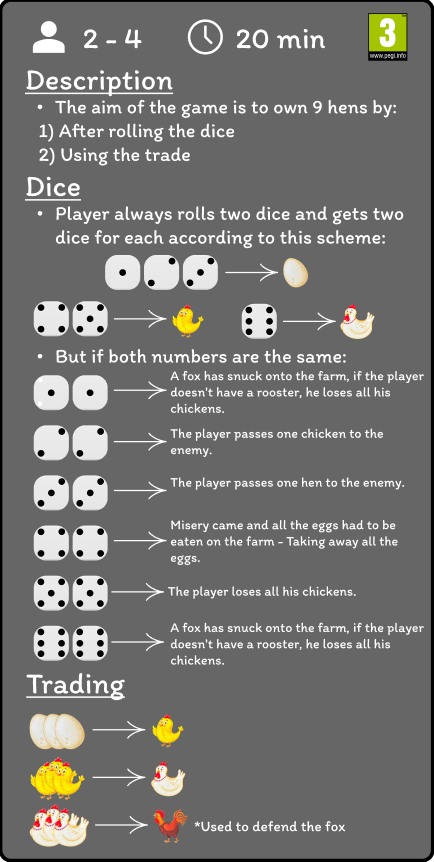 2 - 4
20 min
3
www.pegi.info
Description
• The aim of the game is to own 9 hens by:
1) After rolling the dice
2) Using the trade
Dice
• Player always rolls two dice and gets two
dice for each according to this scheme:
• But if both numbers are the same:
A fox has snuck onto the farm, if the player
doesn't have a rooster, he loses all his
chickens.
The player passes one chicken to the
enemy.
The player passes one hen to the enemy.
Misery came and all the eggs had to be
eaten on the farm - Taking away all the
eggs.
The player loses all his chickens.
A fox has snuck onto the farm, if the player
doesn't have a rooster, he loses all his
chickens.
Trading
*Used to defend the fox